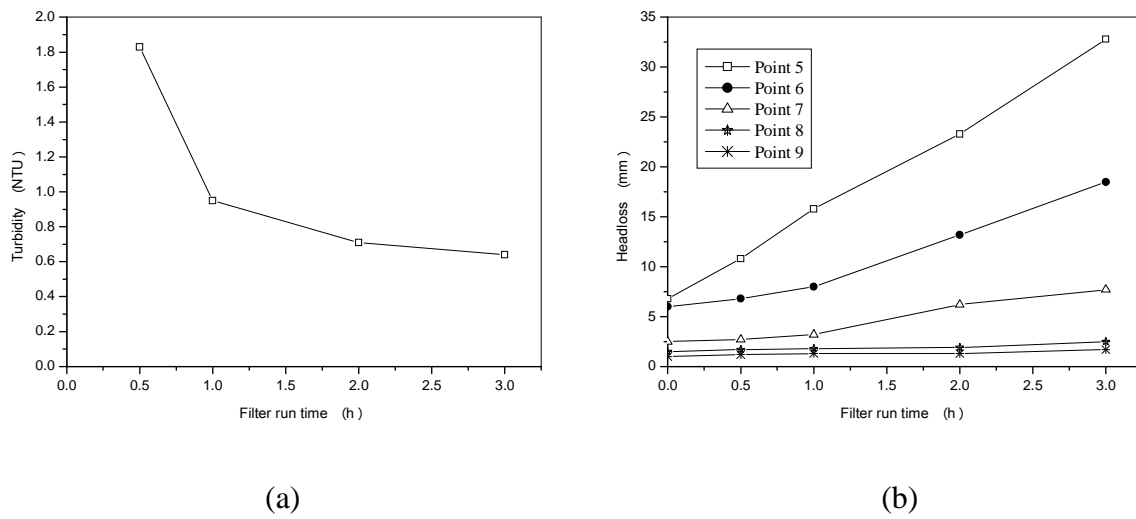 2.0
1.8
1.6
1.4
1.2
1.0
0.8
0.6
0.4
0.2
0.0
Turbidity (NTU)
0.0 0.5 1.0 1.5 2.0 2.5 3.0
Filter run time (h)
(a)
35
30
25
20
15
10
5
0
Headloss (mm)
Point 5
Point 6
Point 7
Point 8
Point 9
0.0 0.5 1.0 1.5 2.0 2.5 3.0
Filter run time (h)
(b)